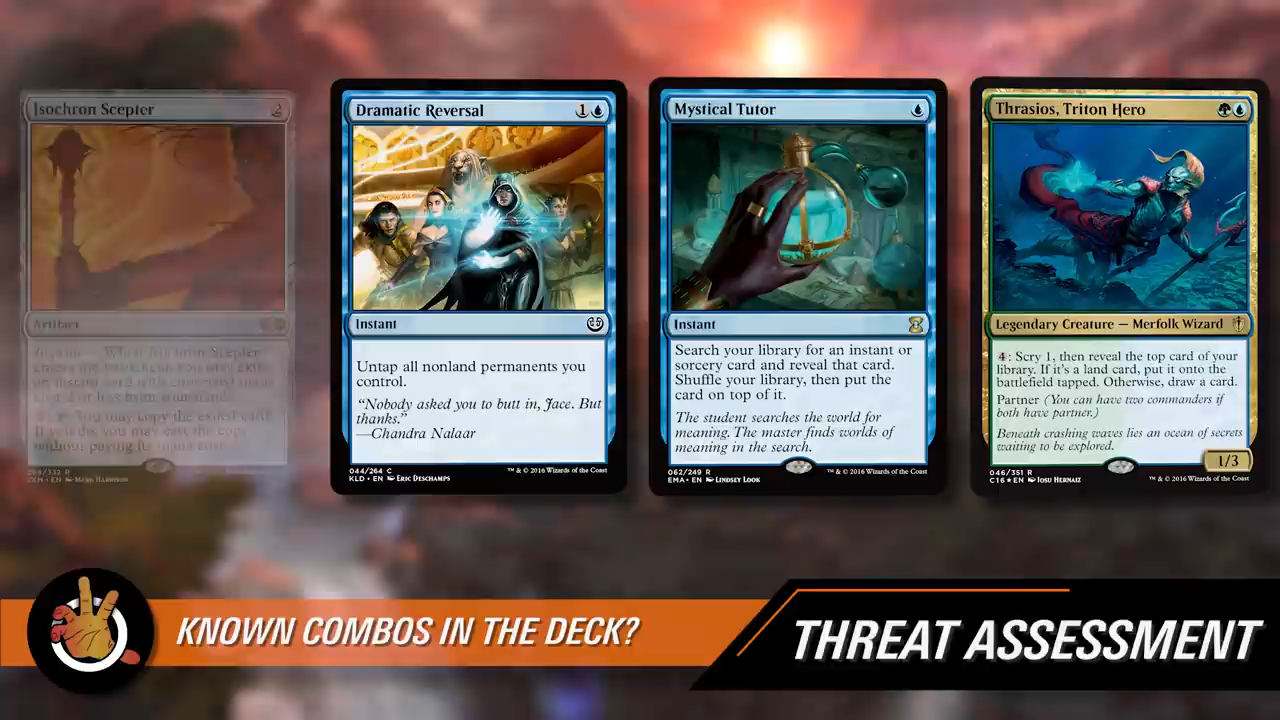 Isochron Scepter 2
Artifact
Dramatic Reversal 1
Instant
Untap all nonland permanents you
control.
“Nobody asked you to butt in, Jace. But
thanks.”
—Chandra Nalaar
044/264 C
KLD • EN Eric Deschamps
™ & © 2016 Wizards of the Coast
Mystical Tutor
Instant
Search your library for an instant or
sorcery card and reveal that card.
Shuffle your library, then put the
card on top of it.
The student searches the world for
meaning. The master finds worlds of
meaning in the search.
062/249 R
EMA • EN Lindsey Look
™ & © 2016 Wizards of the Coast
Thrasios, Triton Hero
Legendary Creature — Merfolk Wizard
4: Scry 1, then reveal the top card of your
library. If it's a land card, put it onto the
battlefield tapped. Otherwise, draw a card.
Partner (You can have two commanders if
both have partner.)
Beneath crashing waves lies an ocean of secrets
waiting to be explored.
1/3
046/351 R
C16 ★ EN Josu Hernaiz
™ & © 2016 Wizards of the Coast
KNOWN COMBOS IN THE DECK?
THREAT ASSESSMENT